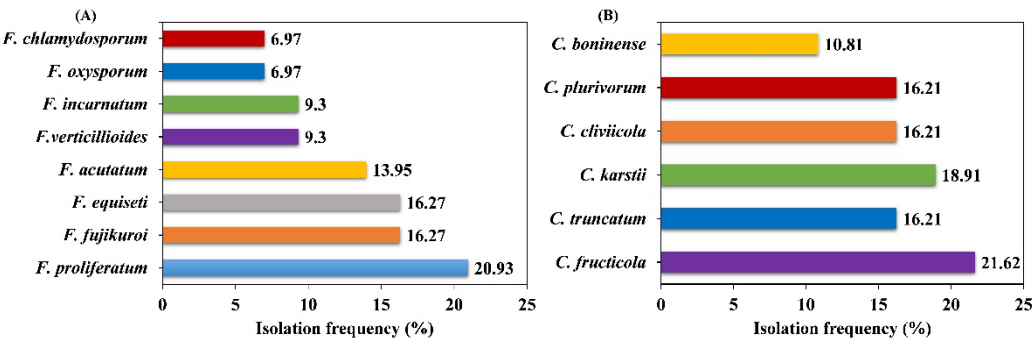 (A)
F. chlamydosporum 6.97
F. oxysporum 6.97
F. incarnatum 9.3
F.verticillioides 9.3
F. acutatum 13.95
F. equiseti 16.27
F. fujikuroi 16.27
F. proliferatum 20.93
0 5 10 15 20 25
Isolation frequency (%)
(B)
C. boninense 10.81
C. plurivorum 16.21
C. cliviicola 16.21
C. karstii 18.91
C. truncatum 16.21
C. fructicola 21.62
0 5 10 15 20 25
Isolation frequency (%)